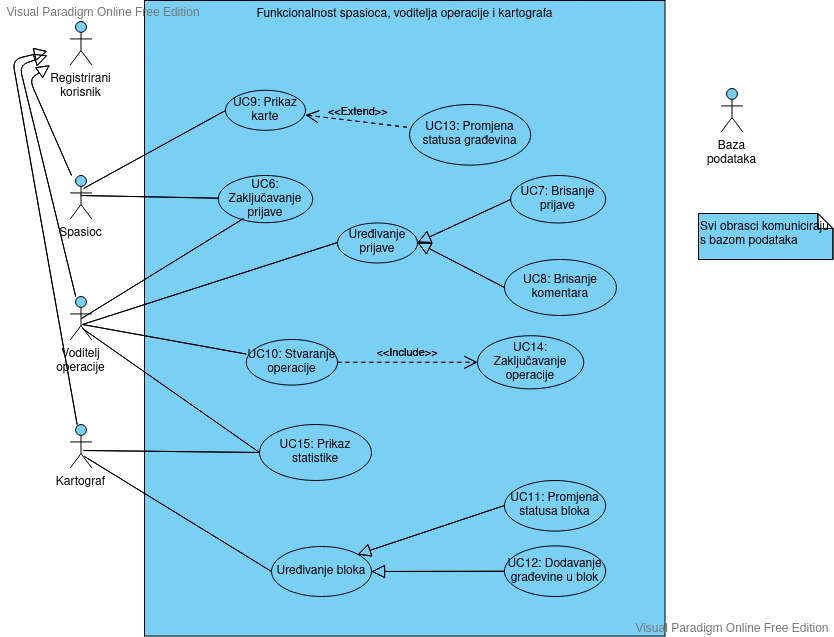 Visual Paradigm Online Free Edition
Funkcionalnost spasioca, voditelja operacije i kartografa
Registrirani
korisnik
UC9: Prikaz
karte
<<Extend>>
UC13: Promjena
statusa građevina
Baza
podataka
Spasioc
UC6:
Zaključavanje
prijave
UC7: Brisanje
prijave
Uređivanje
prijave
Svi obrasci komuniciraju
s bazom podataka
UC8: Brisanje
komentara
Voditelj
operacije
UC10: Stvaranje
operacije
<<Include>>
UC14:
Zaključavanje
operacije
UC15: Prikaz
statistike
Kartograf
UC11: Promjena
statusa bloka
Uređivanje bloka
UC12: Dodavanje
građevine u blok
Visual Paradigm Online Free Edition